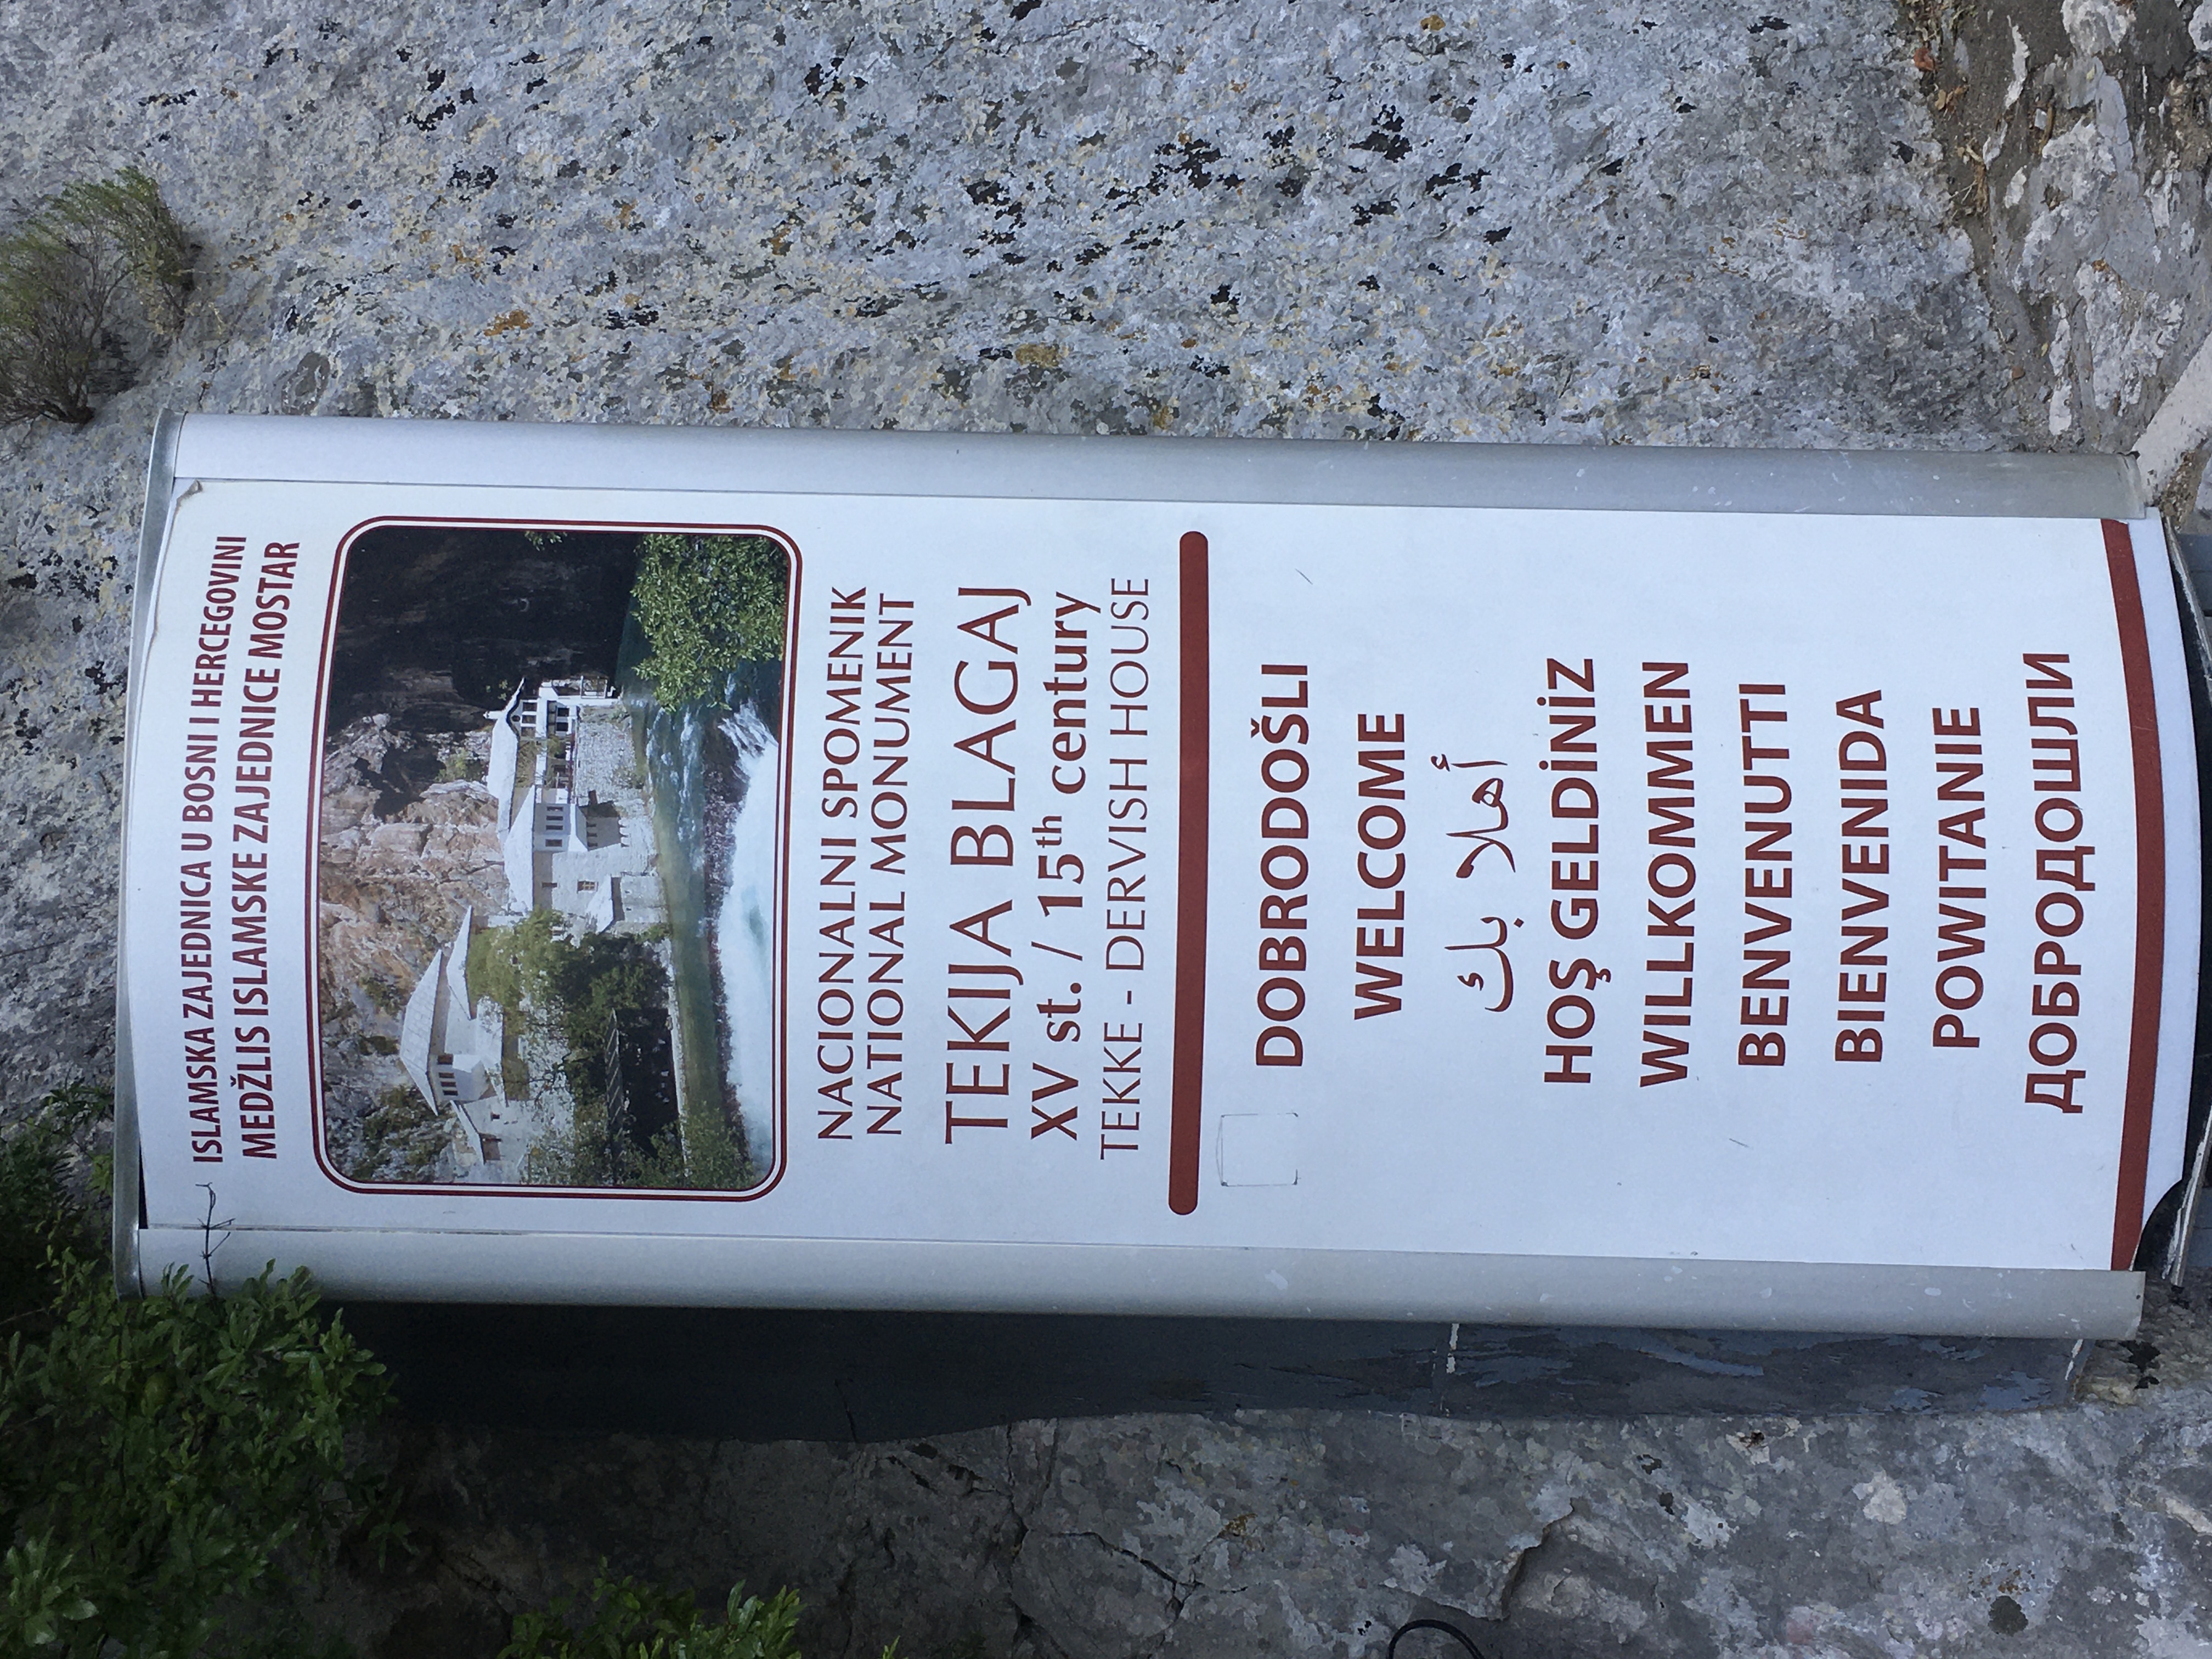 ISLAMSKA ZAJEDNICA U BOSNI I HERCEGOVINI
MEDŽLIS ISLAMSKE ZAJEDNICE MOSTAR
NACIONALNI SPOMENIK
NATIONAL MONUMENT
TEKIJA BLAGAJ
XV st. / 15th century
TEKKE - DERVISH HOUSE
DOBRODOŠLI
WELCOME
أهلا بك
HOŞ GELDİNİZ
WILLKOMMEN
BENVENUTTI
BIENVENIDA
POWITANIE
ДОБРОДОШЛИ